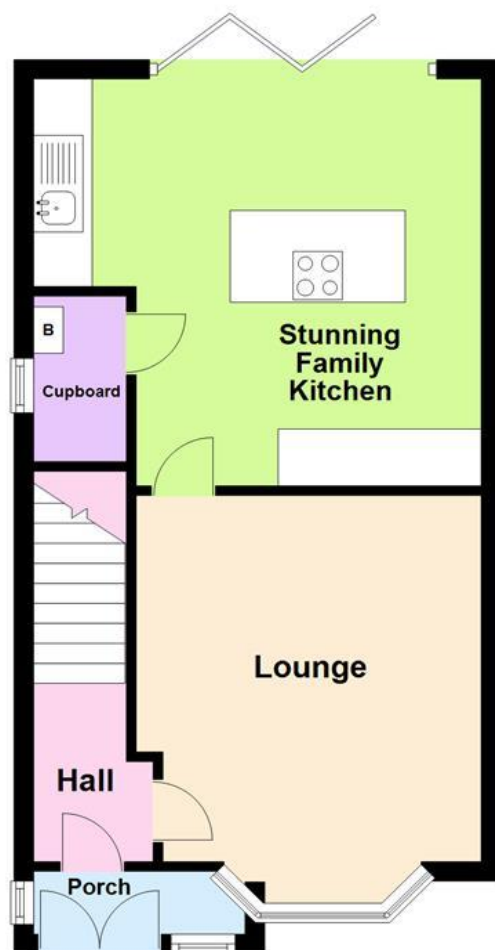 B
Cupboard
Stunning
Family
Kitchen
Lounge
Hall
Porch